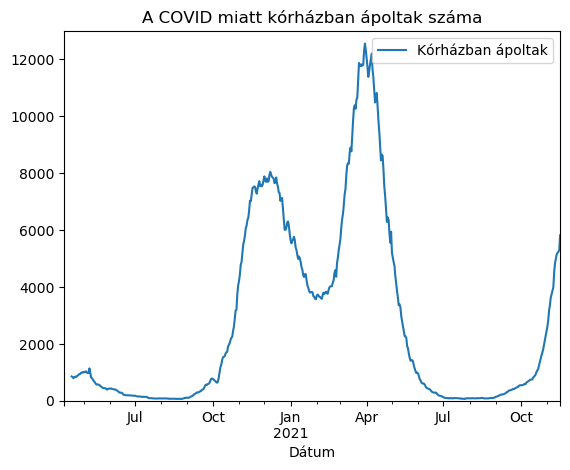 A COVID miatt kórházban ápoltak száma
Kórházban ápoltak
12000
10000
8000
6000
4000
2000
0
Jul Oct Jan Apr Jul Oct
2021
Dátum